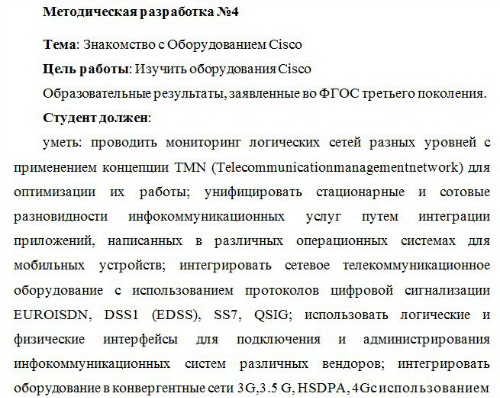 Методическая разработка №4
Тема: Знакомство с Оборудованием Cisco
Цель работы: Изучить оборудования Cisco
Образовательные результаты, заявленные во ФГОС третьего поколения.
Студент должен:
уметь: проводить мониторинг логических сетей разных уровней с
применением концепции TMN (Telecommunicationmanagementnetwork) для
оптимизации их работы; унифицировать стационарные и сотовые
разновидности инфокоммуникационных услуг путем интеграции
приложений, написанных в различных операционных системах для
мобильных устройств; интегрировать сетевое телекоммуникационное
оборудование с использованием протоколов цифровой сигнализации
EUROISDN, DSS1 (EDSS), SS7, QSIG; использовать логические и
физические интерфейсы для подключения и администрирования
инфокоммуникационных систем различных вендоров; интегрировать
оборудование в конвергентные сети 3G,3.5 G, HSDPA, 4Gс использованием